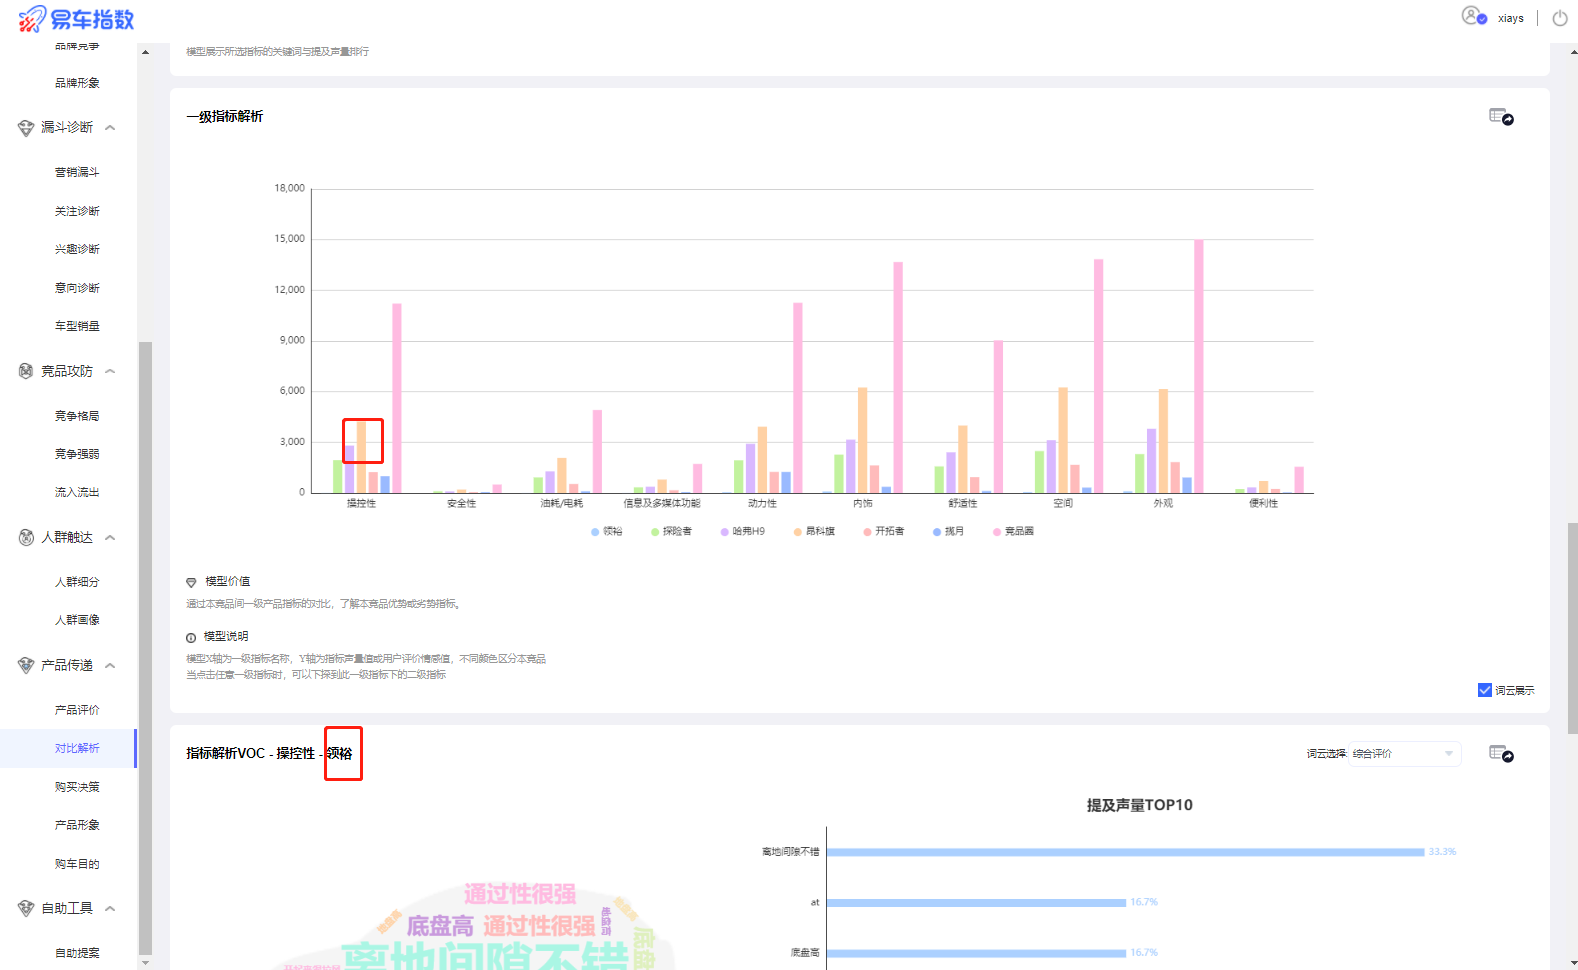 易车指数
xiays
品牌竞争
品牌形象
漏斗诊断
营销漏斗
关注诊断
兴趣诊断
意向诊断
车型销量
竞品攻防
竞争格局
竞争强弱
流入流出
人群触达
人群细分
人群画像
产品传递
产品评价
对比解析
购买决策
产品形象
购车目的
自助工具
自助提案
模型展示所选指标的关键词与提及声量排行
一级指标解析
18,000
15,000
12,000
9,000
6,000
3,000
0
操控性 安全性 油耗/电耗 信息及多媒体功能 动力性 内饰 舒适性 空间 外观 便利性
领裕 探险者 哈弗H9 昂科旗 开拓者 揽月 竞品圈
模型价值
通过本竞品间一级产品指标的对比，了解本竞品优势或劣势指标。
模型说明
模型X轴为一级指标名称，Y轴为指标声量值或用户评价情感值，不同颜色区分本竞品
当点击任意一级指标时，可以下探到此一级指标下的二级指标
词云展示
指标解析VOC - 操控性 - 领裕
词云选择: 综合评价
提及声量TOP10
离地间隙不错 33.3%
at 16.7%
底盘高 16.7%
通过性很强
底盘高 通过性很强
离地间隙不错